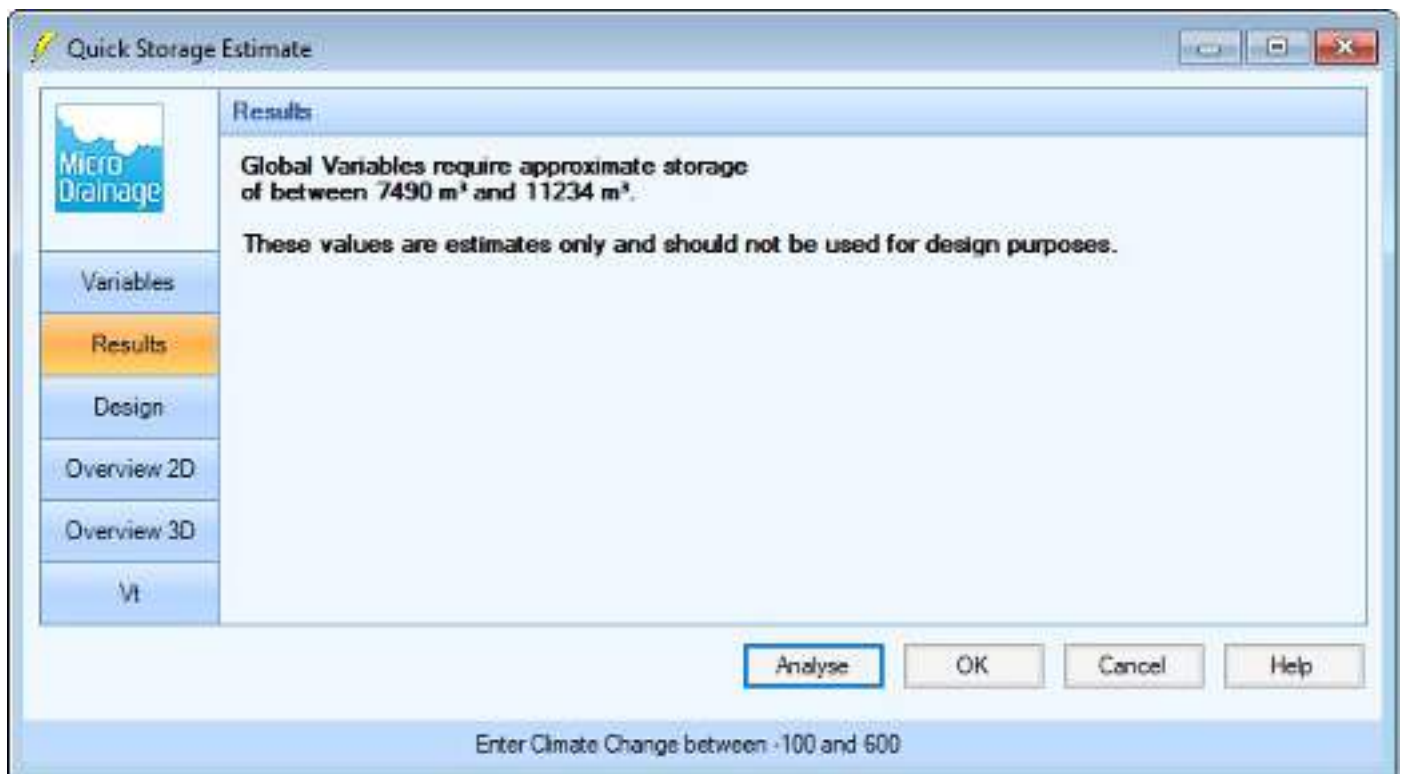 Quick Storage Estimate
Micro
Drainage
Results
Global Variables require approximate storage
of between 7490 m³ and 11234 m³.
These values are estimates only and should not be used for design purposes.
Variables
Results
Design
Overview 2D
Overview 3D
Vt
Analyse
OK
Cancel
Help
Enter Climate Change between -100 and 600